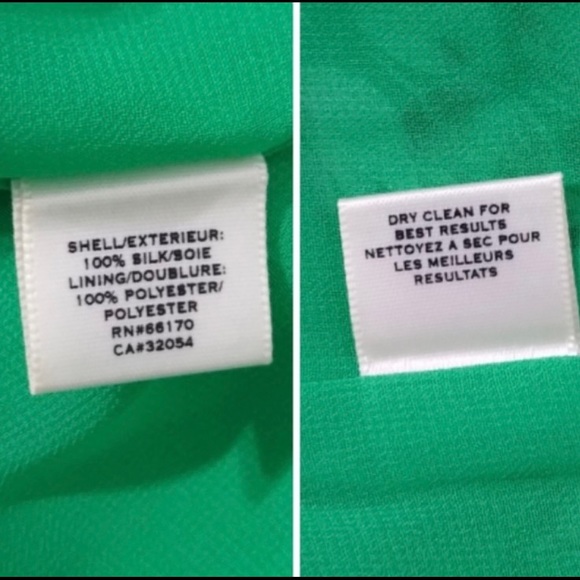 SHELL/EXTERIEUR:
100% SILK/SOIE
LINING/DOUBLURE:
100% POLYESTER/
POLYESTER
RN#66170
CA#32054
DRY CLEAN FOR
BEST RESULTS
NETTOYEZ A SEC POUR
LES MEILLEURS
RESULTATS